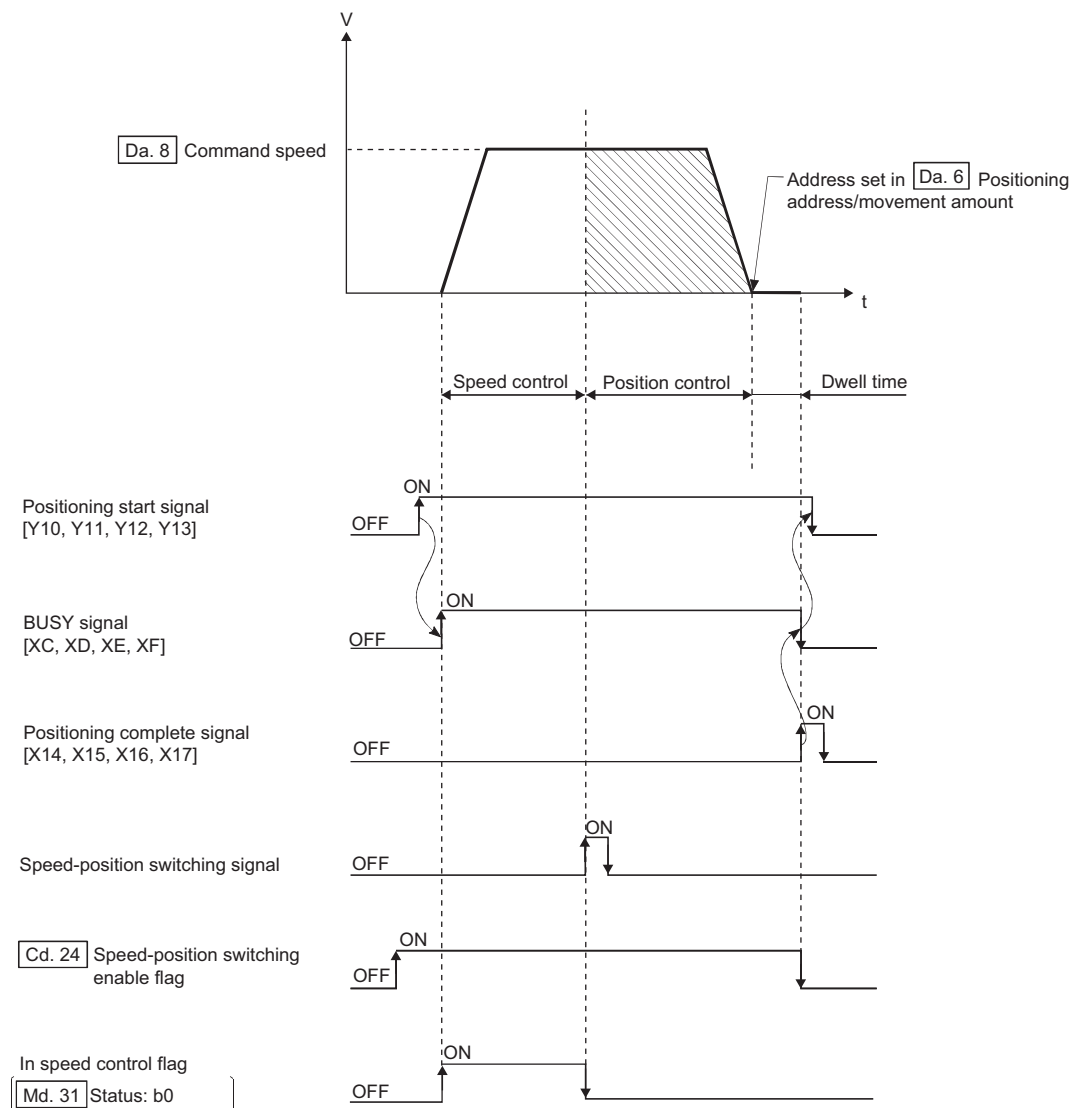 V
Da. 8 Command speed
Address set in Da. 6 Positioning
address/movement amount
t
Speed control
Position control
Dwell time
ON
Positioning start signal
[Y10, Y11, Y12, Y13]
OFF
ON
BUSY signal
[XC, XD, XE, XF]
OFF
ON
Positioning complete signal
[X14, X15, X16, X17]
OFF
ON
Speed-position switching signal
OFF
ON
Cd. 24 Speed-position switching
enable flag
OFF
ON
In speed control flag
Md. 31 Status: b0
OFF